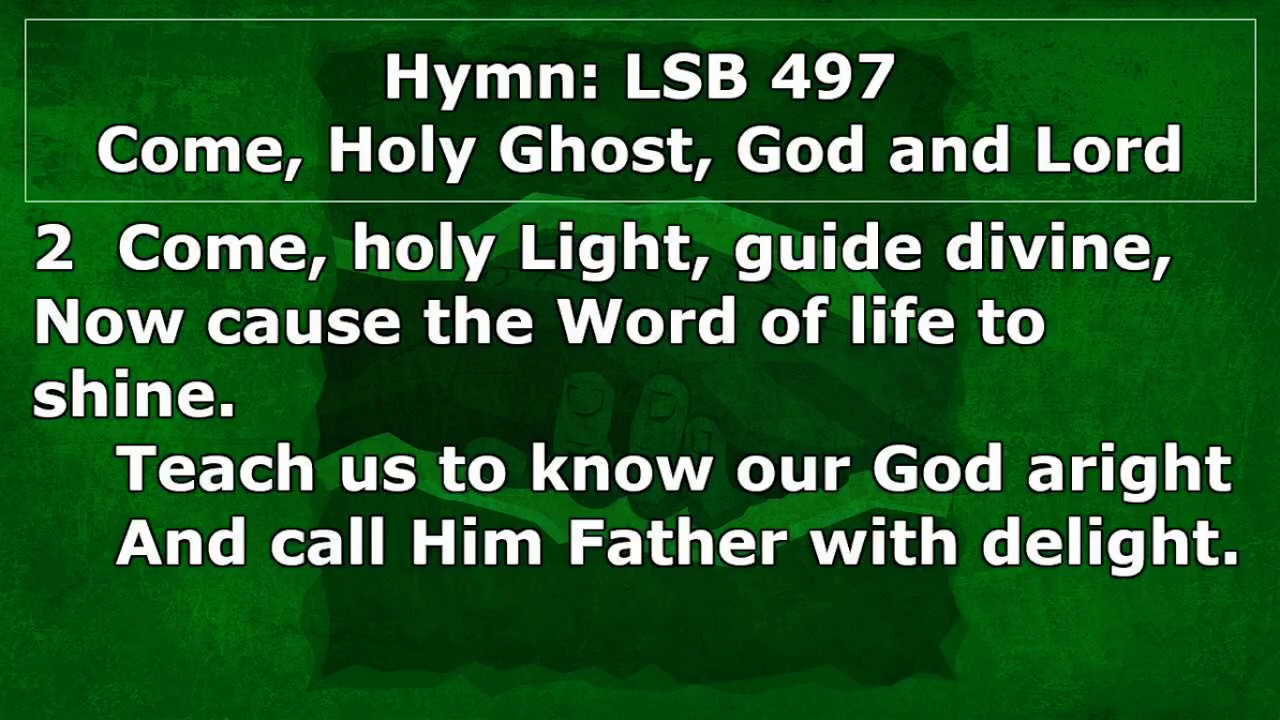 Hymn: LSB 497
Come, Holy Ghost, God and Lord
2 Come, holy Light, guide divine,
Now cause the Word of life to
shine.
Teach us to know our God aright
And call Him Father with delight.